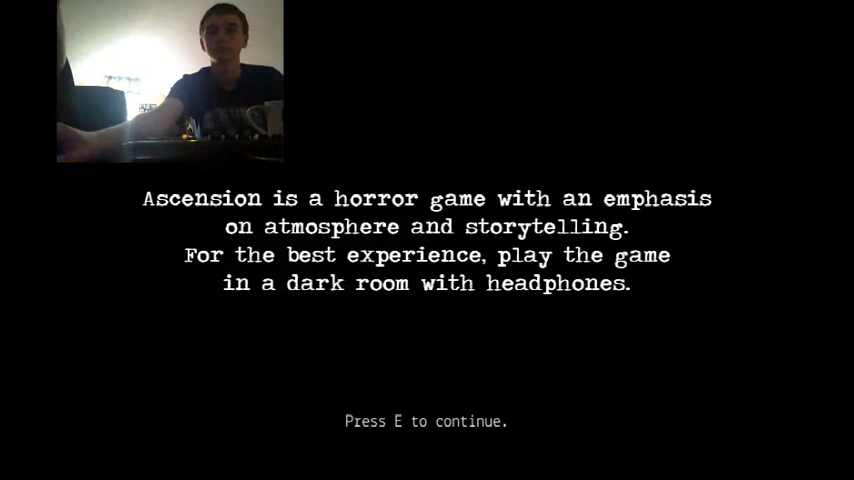 Ascension is a horror game with an emphasis
on atmosphere and storytelling.
For the best experience, play the game
in a dark room with headphones.
Press E to continue.